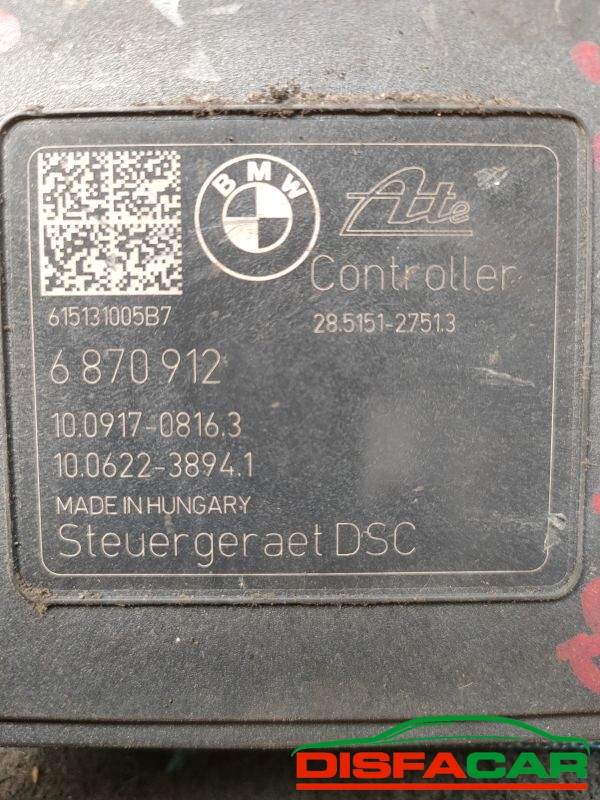 BMW
Ate
Controller
615131005B7
28.5151-2751.3
6 870 912
10.0917-0816.3
10.0622-3894.1
MADE IN HUNGARY
Steuergeraet DSC
DISFACAR